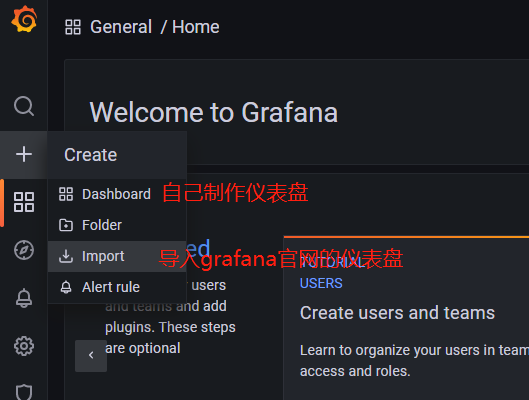 General / Home
Welcome to Grafana
Create
Dashboard 自己制作仪表盘
Folder
Import 导入grafana官网的仪表盘
Alert rule
ed
users
and teams and add
plugins. These steps
are optional
TUTORIAL
USERS
Create users and teams
Learn to organize your users in team
access and roles.